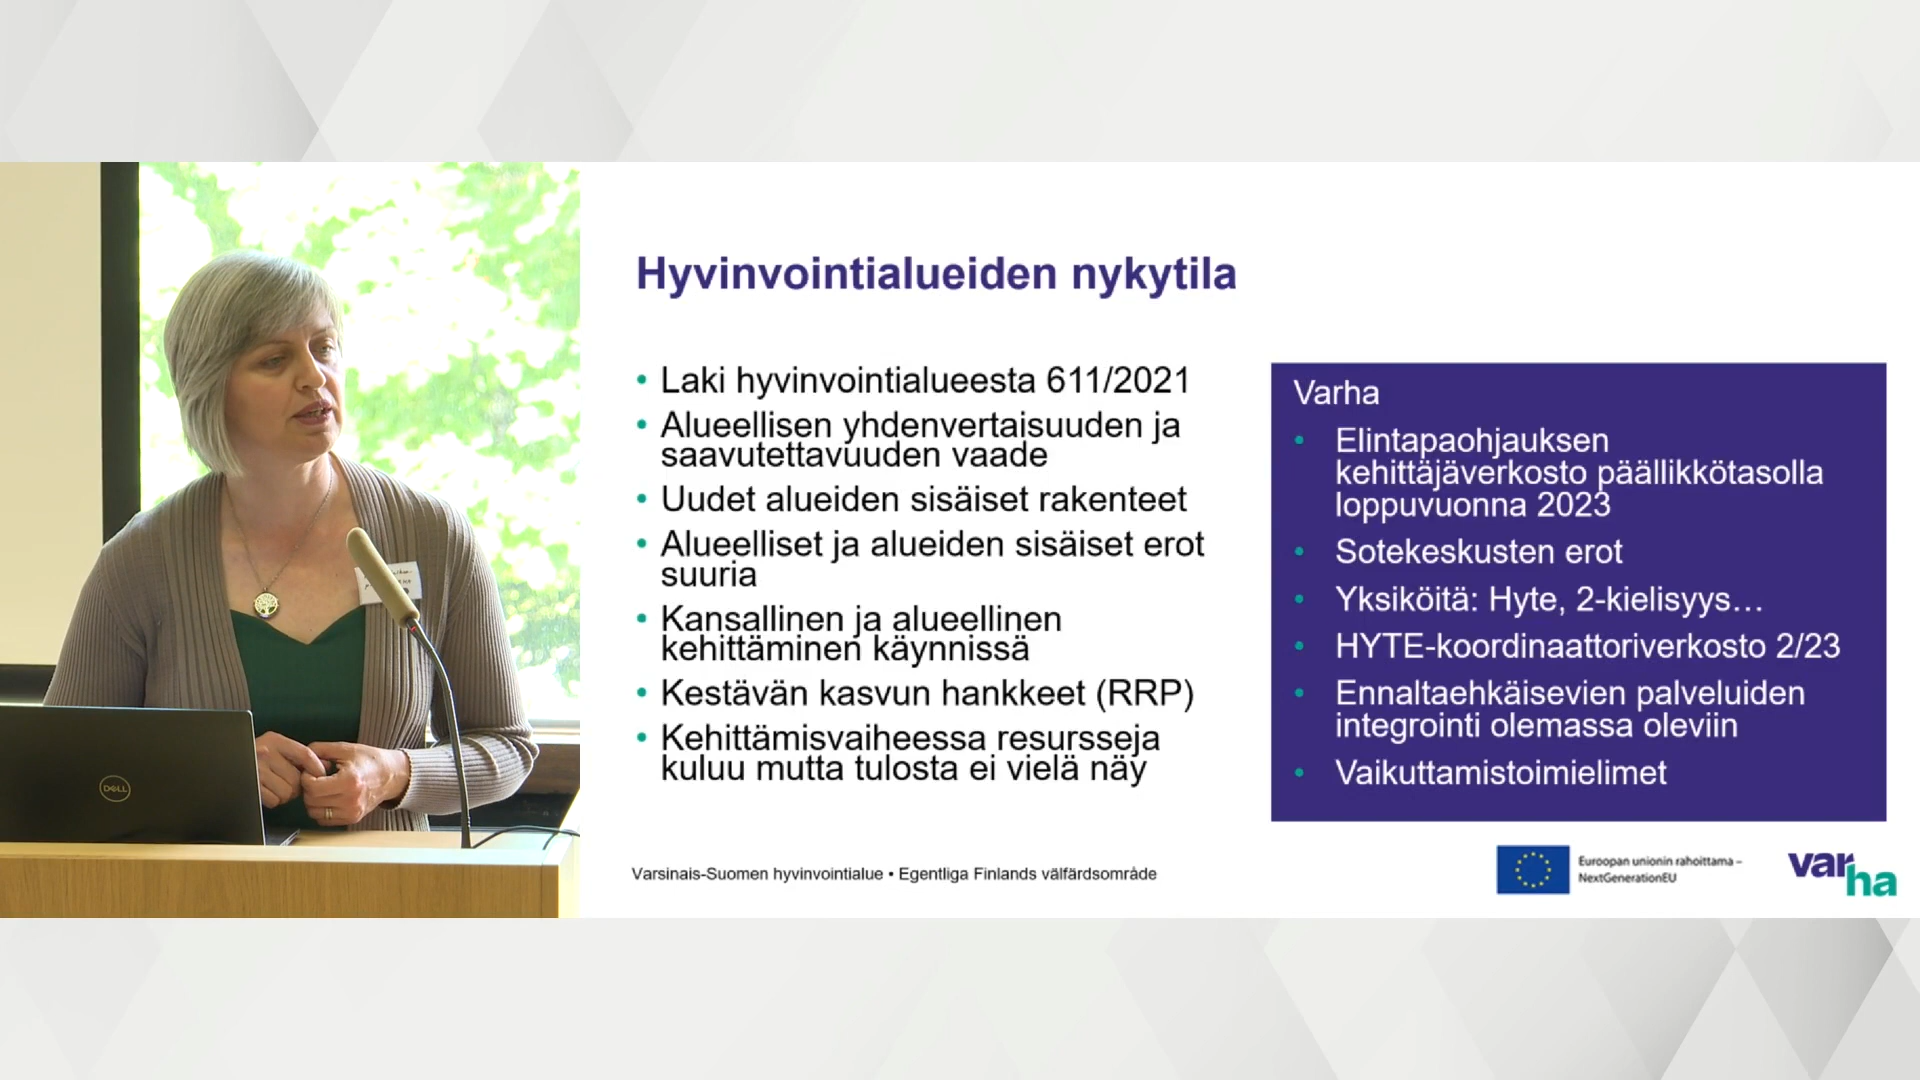 Hyvinvointialueiden nykytila
• Laki hyvinvointialueesta 611/2021
• Alueellisen yhdenvertaisuuden ja
saavutettavuuden vaade
• Uudet alueiden sisäiset rakenteet
• Alueelliset ja alueiden sisäiset erot
suuria
• Kansallinen ja alueellinen
kehittäminen käynnissä
• Kestävän kasvun hankkeet (RRP)
• Kehittämisvaiheessa resursseja
kuluu mutta tulosta ei vielä näy
Varha
• Elintapaohjauksen
kehittäjäverkosto päällikkötasolla
loppuvuonna 2023
• Sotekeskusten erot
• Yksiköitä: Hyte, 2-kielisyys…
• HYTE-koordinaattoriverkosto 2/23
• Ennaltaehkäisevien palveluiden
integrointi olemassa oleviin
• Vaikuttamistoimielimet
Varsinais-Suomen hyvinvointialue • Egentliga Finlands välfärdsområde
Euroopan unionin rahoittama –
NextGenerationEU
var
ha
DELL